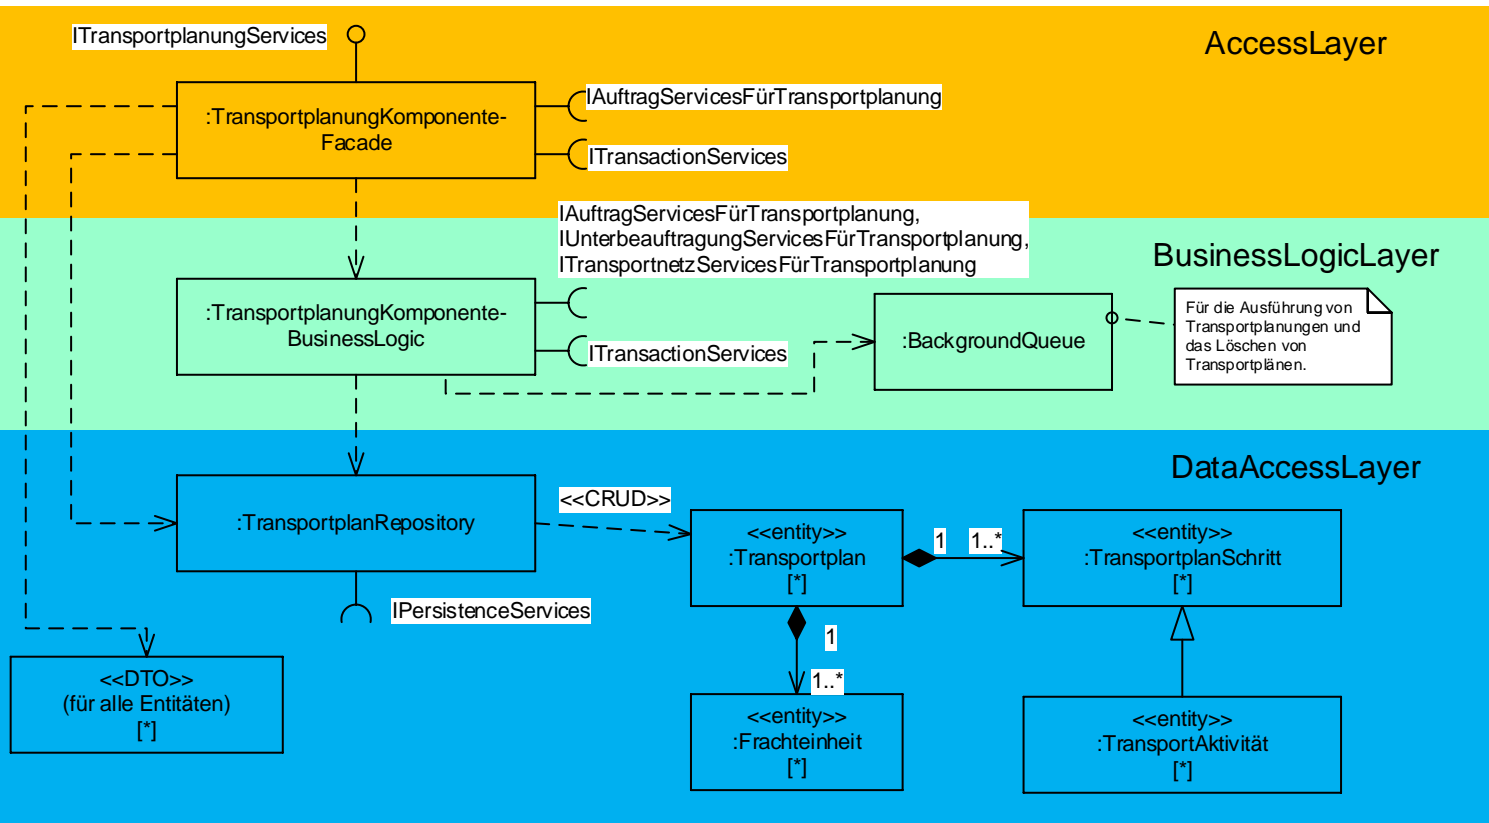 ITransportplanungServices
AccessLayer
:TransportplanungKomponente-
Facade
IAuftragServicesFürTransportplanung
ITransactionServices
IAuftragServicesFürTransportplanung,
IUnterbeauftragungServicesFürTransportplanung,
ITransportnetzServicesFürTransportplanung
BusinessLogicLayer
:TransportplanungKomponente-
BusinessLogic
ITransactionServices
:BackgroundQueue
Für die Ausführung von
Transportplanungen und
das Löschen von
Transportplänen.
DataAccessLayer
:TransportplanRepository
<<CRUD>>
<<entity>>
:Transportplan
[*]
1
1..*
<<entity>>
:TransportplanSchritt
[*]
IPersistenceServices
1
1..*
<<DTO>>
(für alle Entitäten)
[*]
<<entity>>
:Frachteinheit
[*]
<<entity>>
:TransportAktivität
[*]